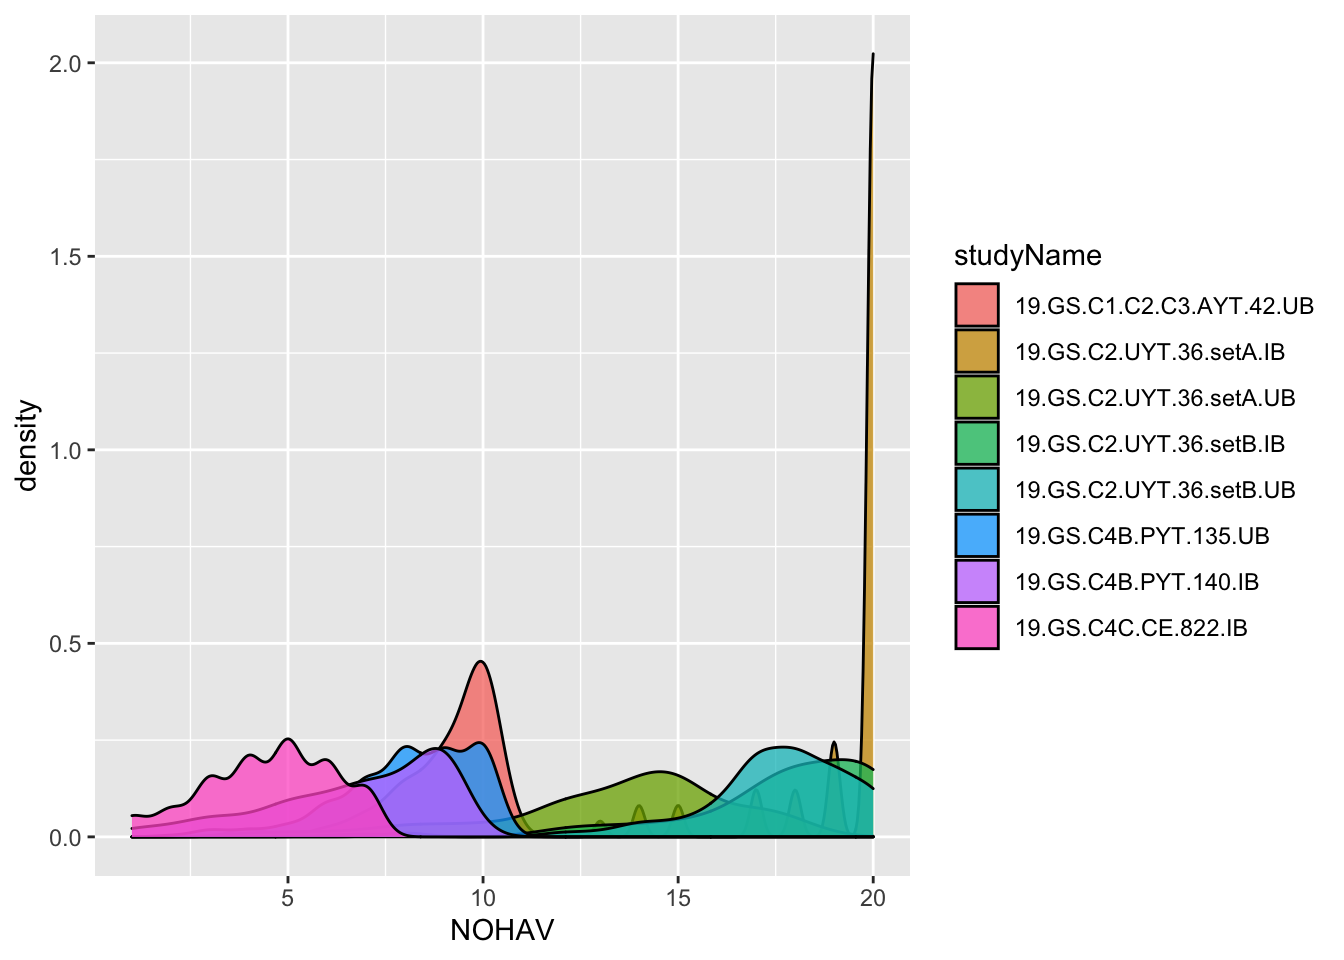 2.0
1.5
1.0
0.5
0.0
density
5 10 15 20
NOHAV
studyName
19.GS.C1.C2.C3.AYT.42.UB
19.GS.C2.UYT.36.setA.IB
19.GS.C2.UYT.36.setA.UB
19.GS.C2.UYT.36.setB.IB
19.GS.C2.UYT.36.setB.UB
19.GS.C4B.PYT.135.UB
19.GS.C4B.PYT.140.IB
19.GS.C4C.CE.822.IB